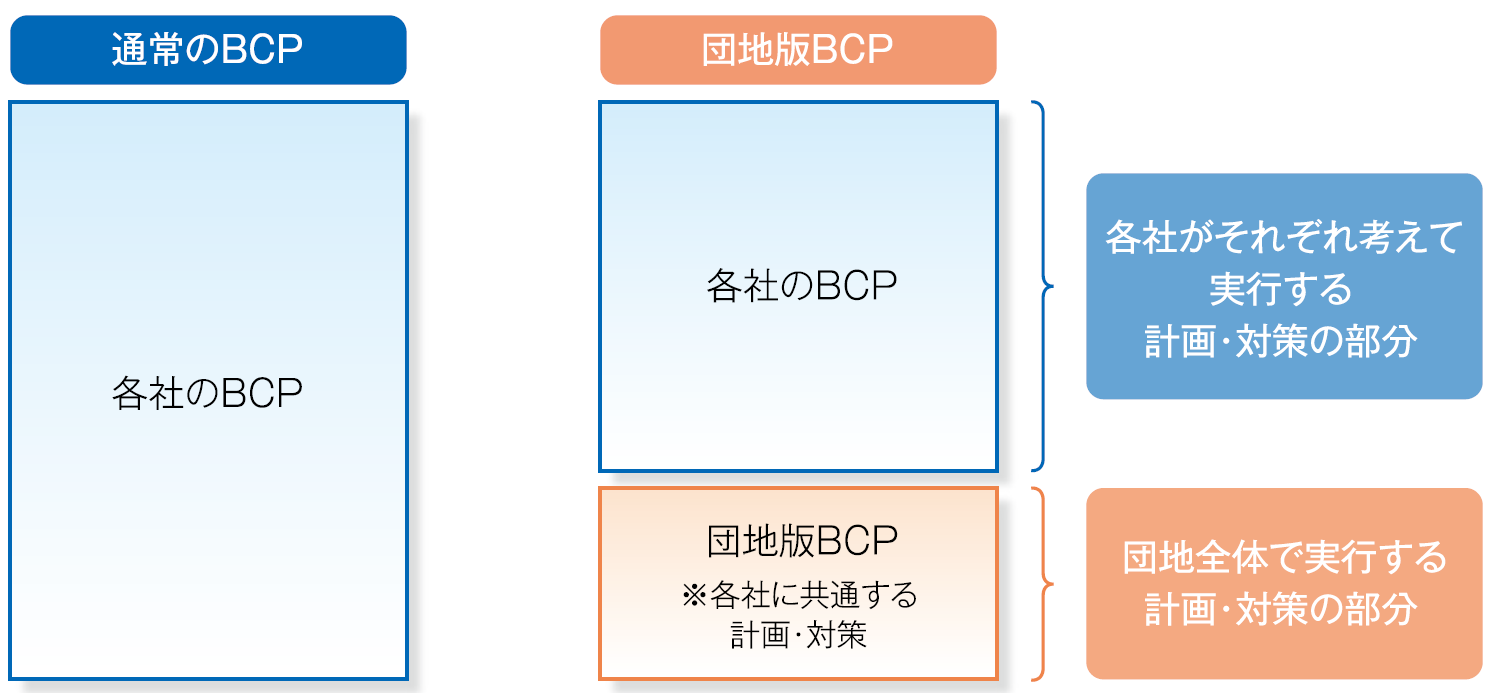 通常のBCP
各社のBCP
団地版BCP
各社のBCP
団地版BCP
※各社に共通する
計画・対策
各社がそれぞれ考えて
実行する
計画・対策の部分
団地全体で実行する
計画・対策の部分